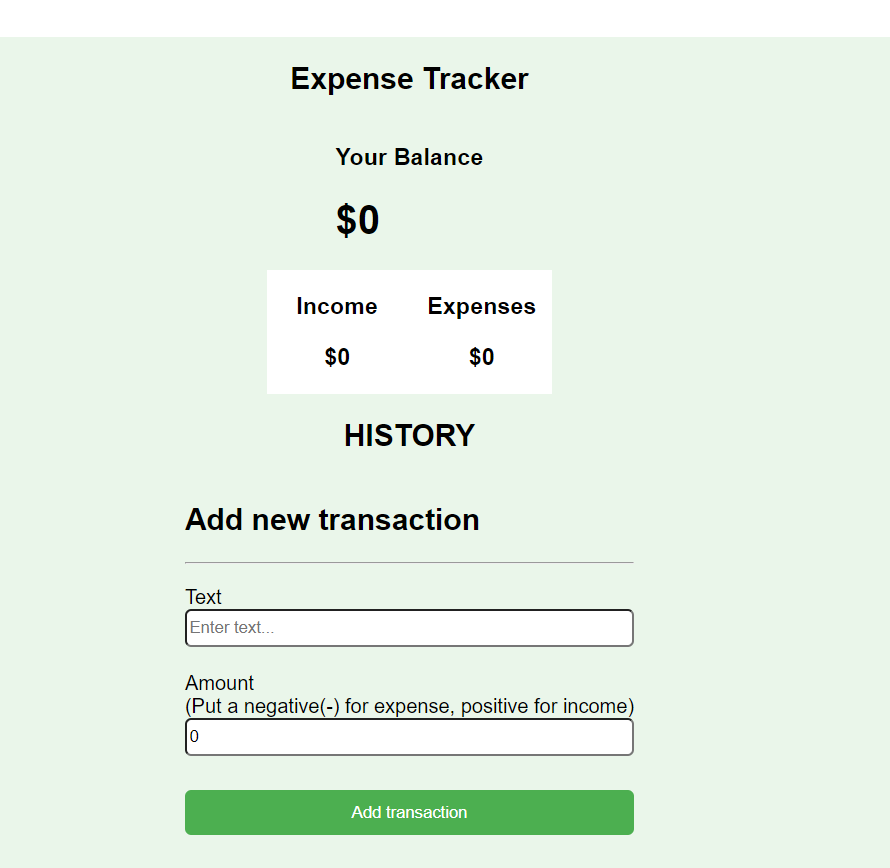 Expense Tracker
Your Balance
$0
Income Expenses
$0 $0
HISTORY
Add new transaction
Text
Enter text...
Amount
(Put a negative(-) for expense, positive for income)
0
Add transaction